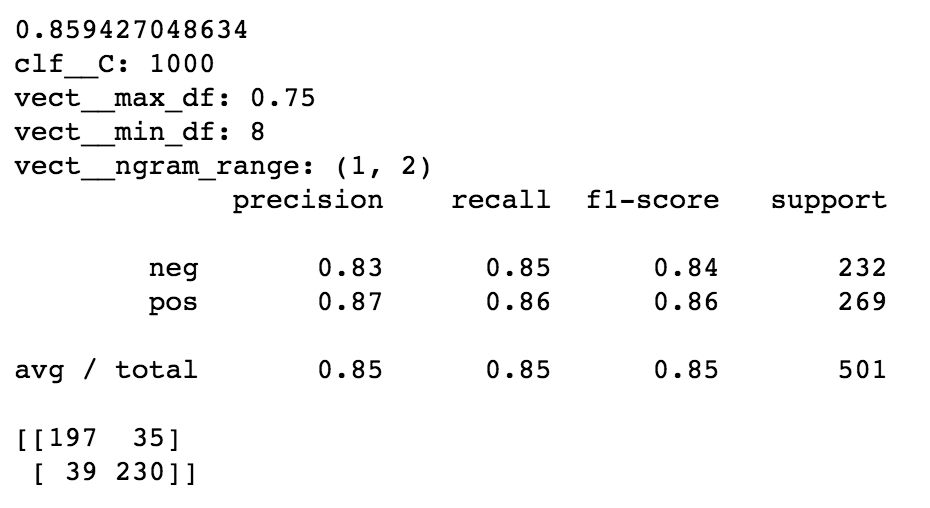 0.859427048634
clf__C: 1000
vect__max_df: 0.75
vect__min_df: 8
vect__ngram_range: (1, 2)
precision recall f1-score support
neg 0.83 0.85 0.84 232
pos 0.87 0.86 0.86 269
avg / total 0.85 0.85 0.85 501
[[197 35]
[ 39 230]]